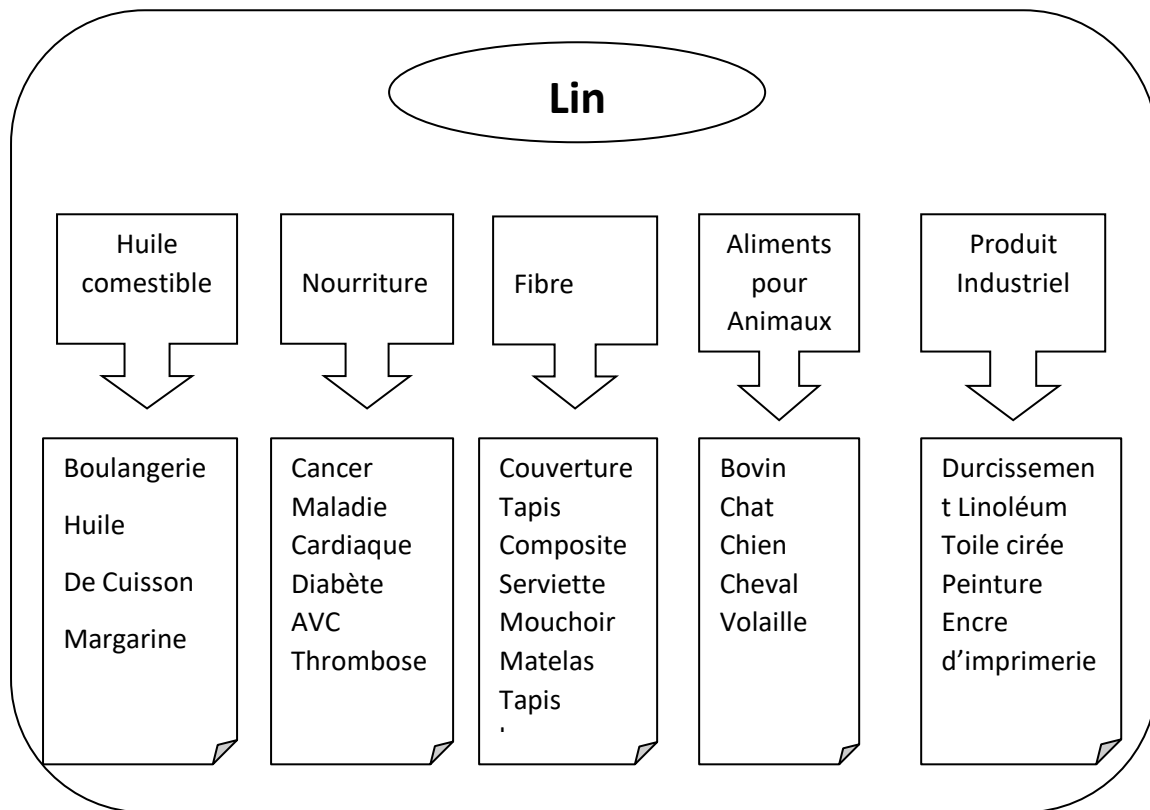 Lin
Huile
comestible
Nourriture
Fibre
Aliments
pour
Animaux
Produit
Industriel
Boulangerie
Huile
De Cuisson
Margarine
Cancer
Maladie
Cardiaque
Diabète
AVC
Thrombose
Couverture
Tapis
Composite
Serviette
Mouchoir
Matelas
Tapis
Bovin
Chat
Chien
Cheval
Volaille
Durcissemen
t Linoléum
Toile cirée
Peinture
Encre
d’imprimerie